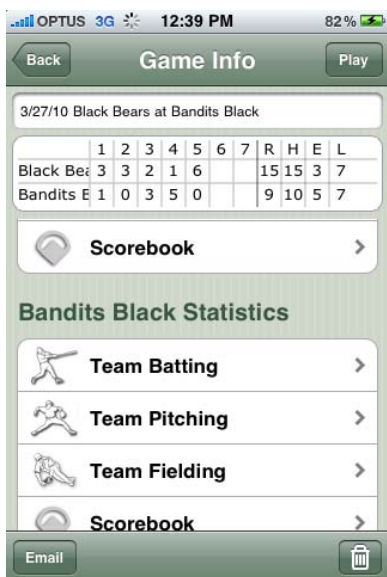 OPTUS 3G 12:39 PM 82%
Back Game Info Play
3/27/10 Black Bears at Bandits Black
1 2 3 4 5 6 7 R H E L
Black Bea 3 3 2 1 6 15 15 3 7
Bandits B 1 0 3 5 0 9 10 5 7
Scorebook
Bandits Black Statistics
Team Batting
Team Pitching
Team Fielding
Scorebook
Email